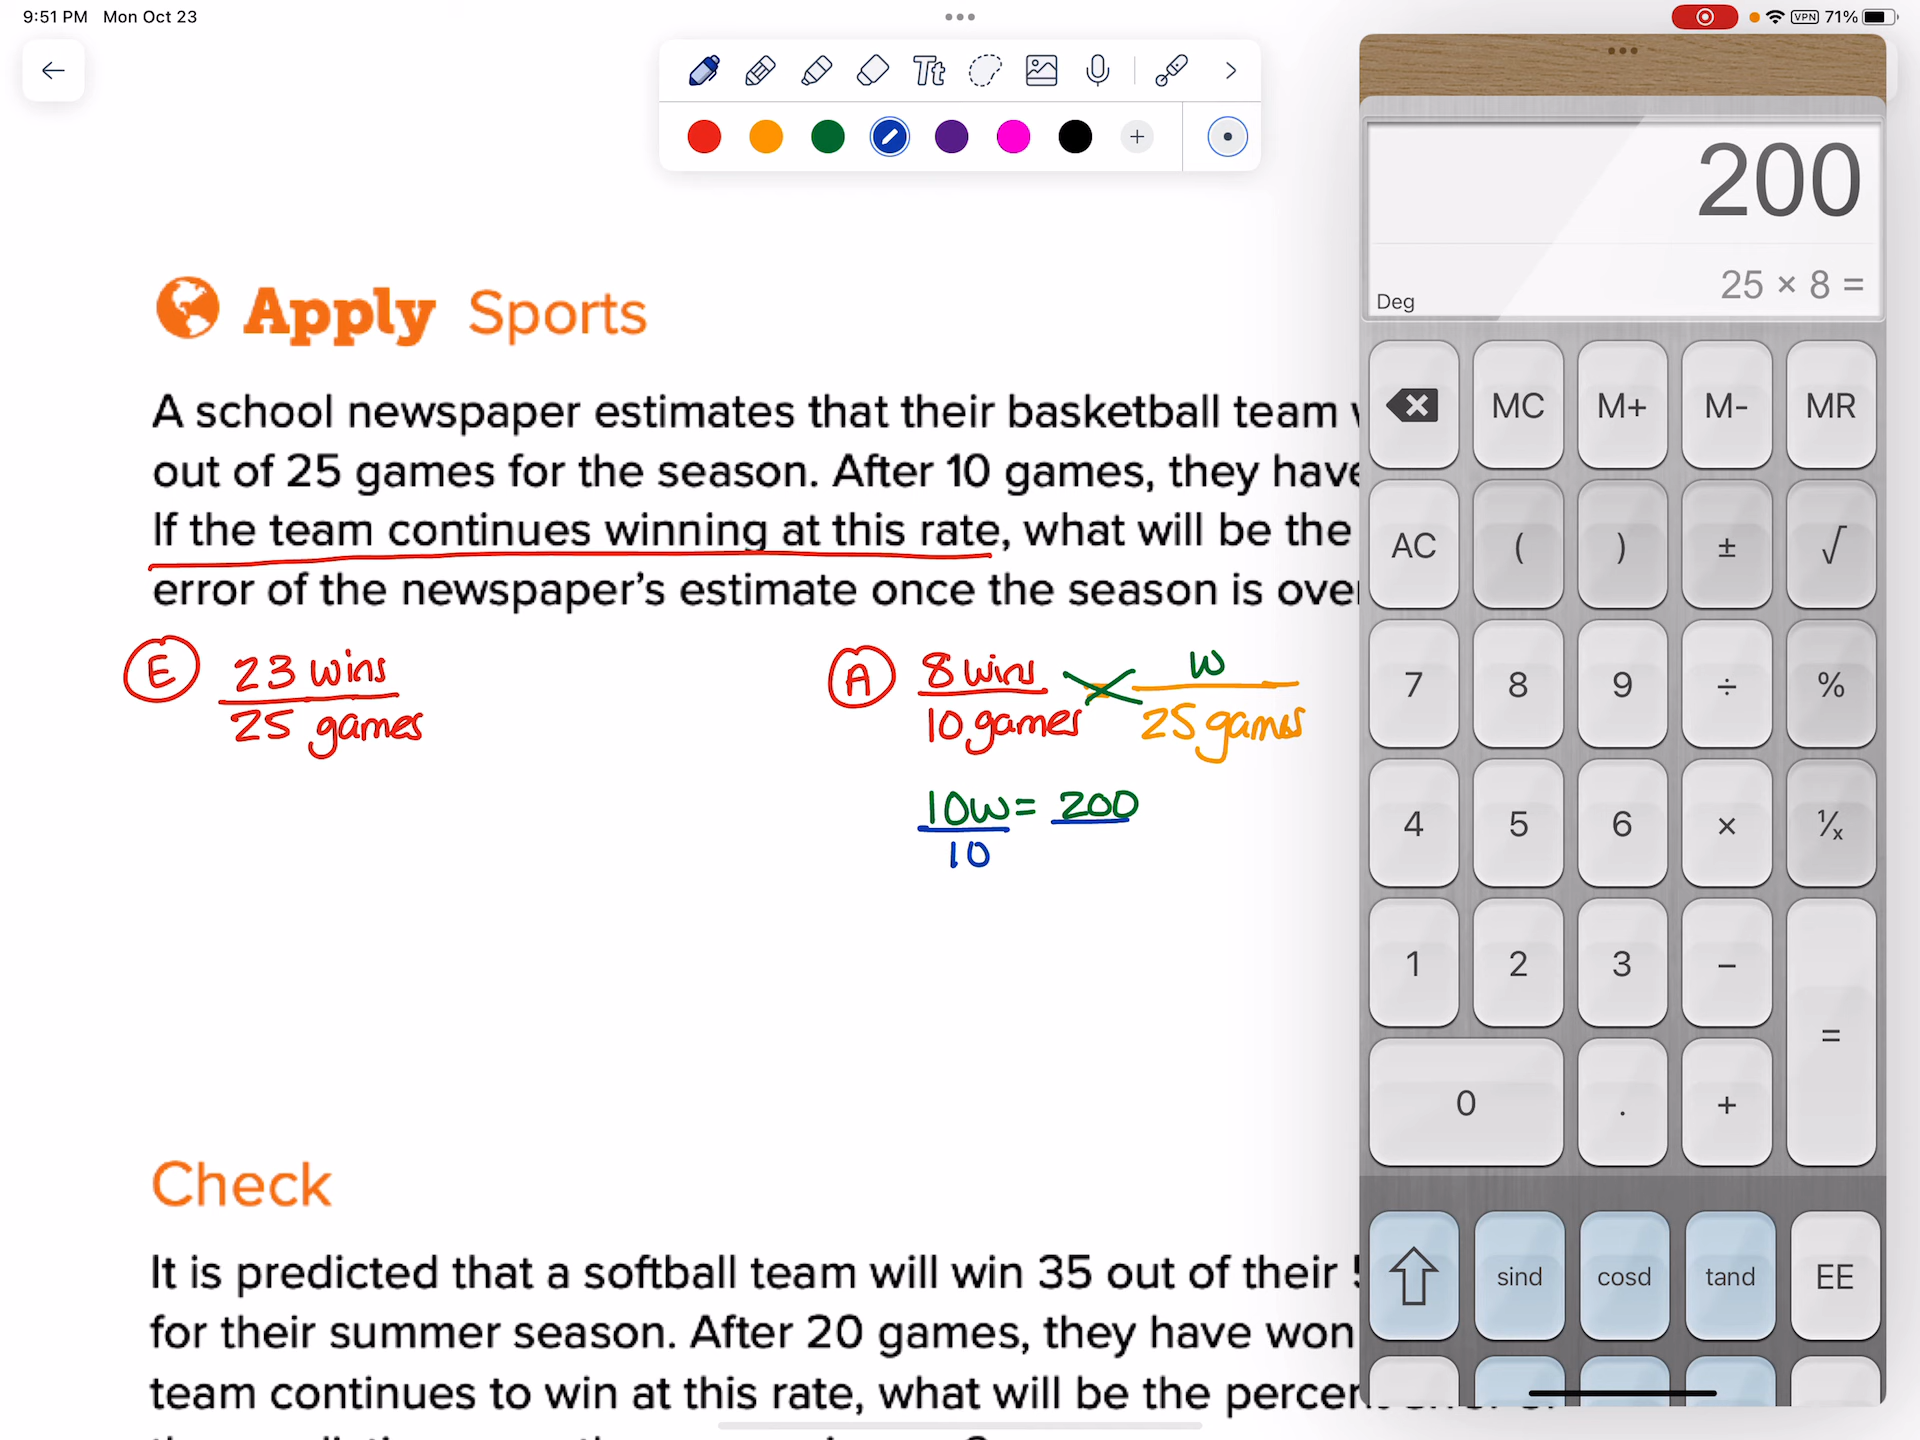 9:51 PM Mon Oct 23
VPN 71%
Tt
200
25 × 8 =
Deg
Apply Sports
A school newspaper estimates that their basketball team
out of 25 games for the season. After 10 games, they have
If the team continues winning at this rate, what will be the
error of the newspaper's estimate once the season is over
E 23 wins
25 games
A 8 wins = w
10 games 25 games
10w = 200
10
MC M+ M- MR
AC ( ) ± √
7 8 9 ÷ %
4 5 6 × 1/x
1 2 3 −
=
0 . +
sind cosd tand EE
Check
It is predicted that a softball team will win 35 out of their
for their summer season. After 20 games, they have won
team continues to win at this rate, what will be the percent